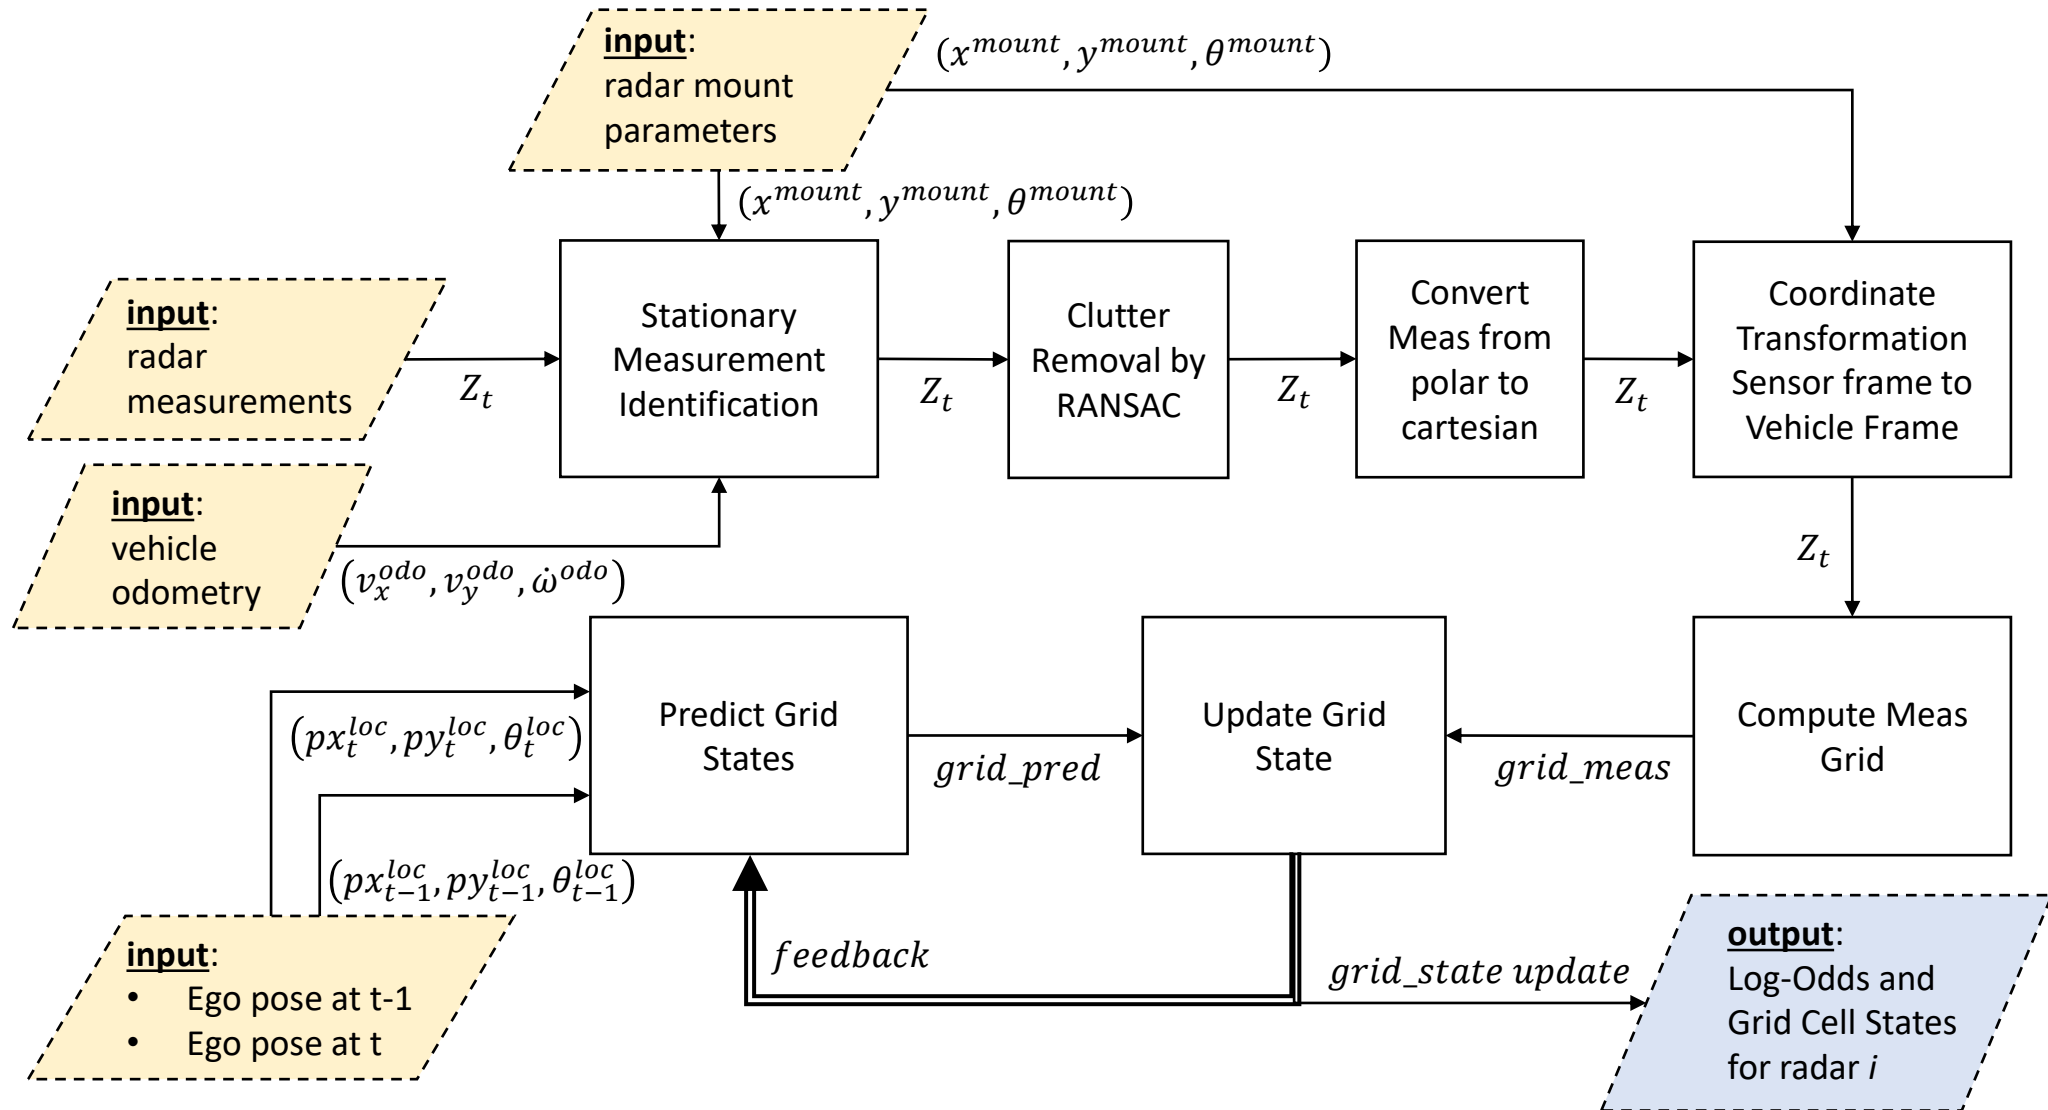 input:
radar mount
parameters
(x^mount, y^mount, θ^mount)
(x^mount, y^mount, θ^mount)
input:
radar
measurements
Z_t
Stationary
Measurement
Identification
Z_t
Clutter
Removal by
RANSAC
Z_t
Convert
Meas from
polar to
cartesian
Z_t
Coordinate
Transformation
Sensor frame to
Vehicle Frame
input:
vehicle
odometry
(v_x^odo, v_y^odo, ω̇^odo)
Z_t
(px_t^loc, py_t^loc, θ_t^loc)
Predict Grid
States
grid_pred
Update Grid
State
grid_meas
Compute Meas
Grid
(px_{t−1}^loc, py_{t−1}^loc, θ_{t−1}^loc)
input:
• Ego pose at t-1
• Ego pose at t
feedback
grid_state update
output:
Log-Odds and
Grid Cell States
for radar i